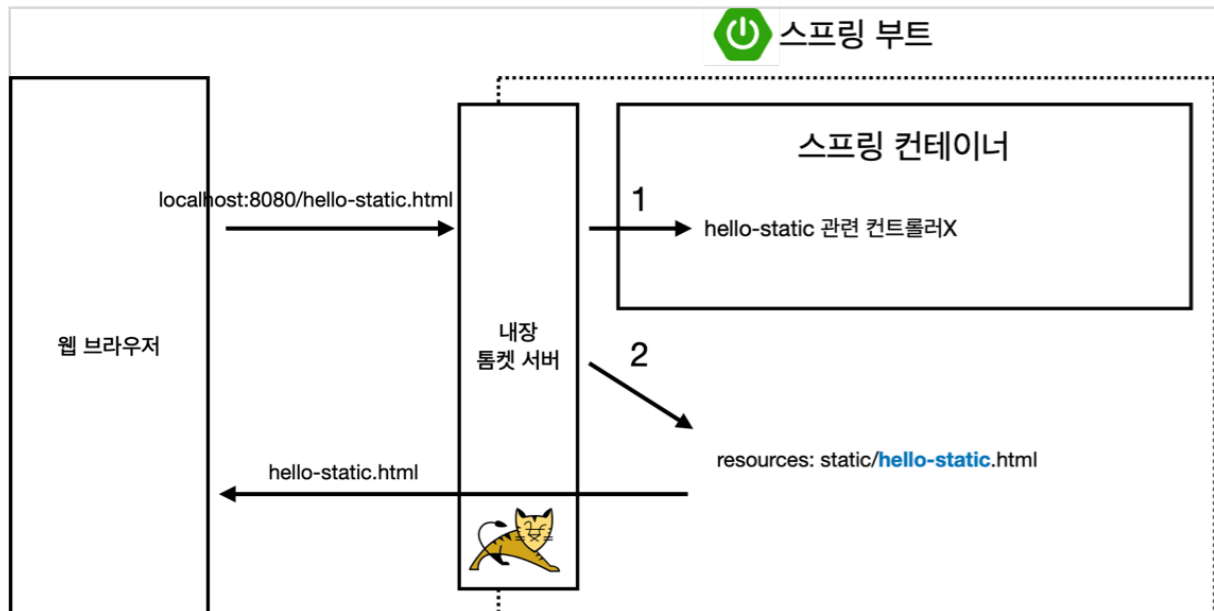 스프링 부트
스프링 컨테이너
localhost:8080/hello-static.html
1
hello-static 관련 컨트롤러X
웹 브라우저
내장
톰켓 서버
2
resources: static/hello-static.html
hello-static.html